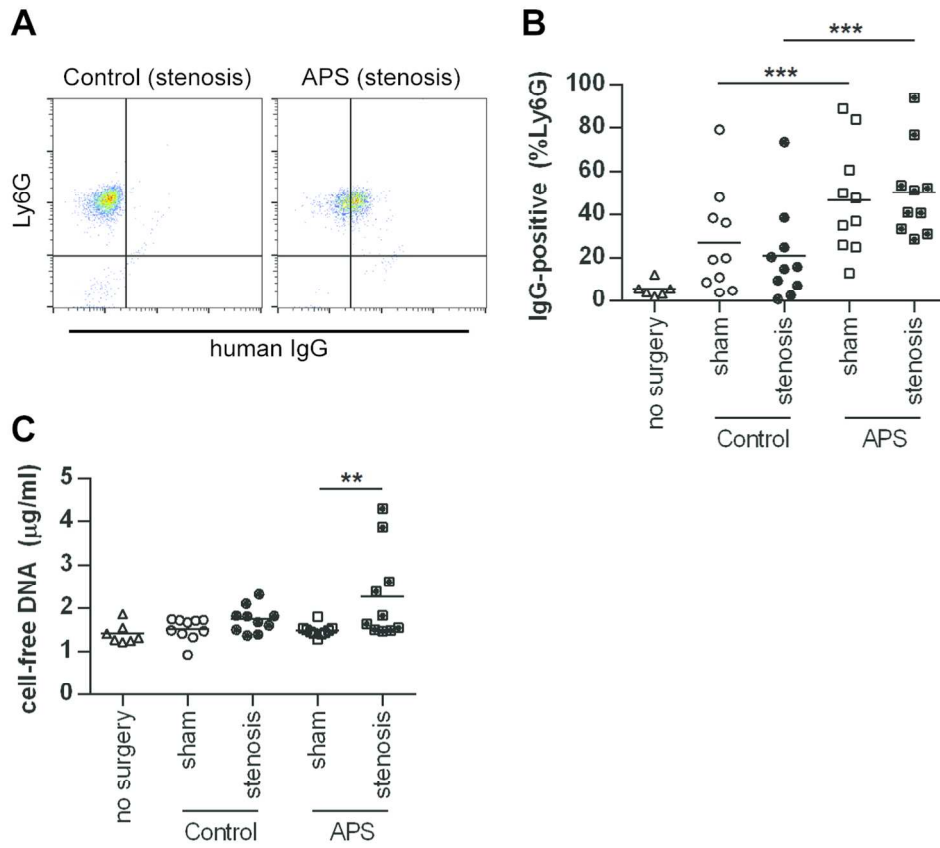 A
Control (stenosis)
APS (stenosis)
Ly6G
human IgG
B
***
***
IgG-positive (%Ly6G)
100
80
60
40
20
0
no surgery
sham
stenosis
sham
stenosis
Control
APS
C
cell-free DNA (μg/ml)
5
4
3
2
1
0
**
no surgery
sham
stenosis
sham
stenosis
Control
APS